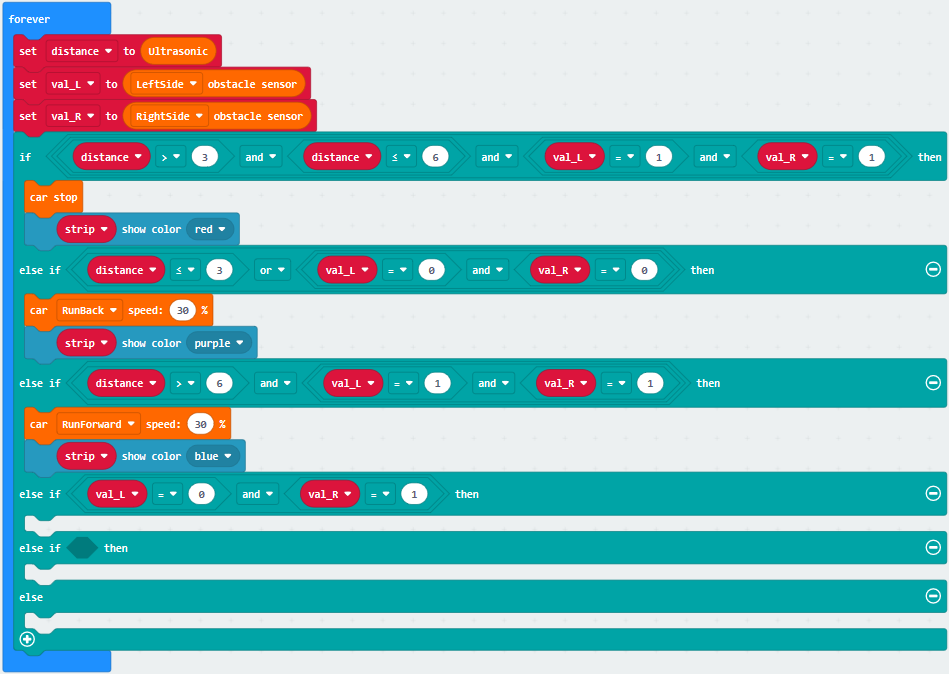 forever
set distance to Ultrasonic
set val_L to LeftSide obstacle sensor
set val_R to RightSide obstacle sensor
if distance > 3 and distance ≤ 6 and val_L = 1 and val_R = 1 then
car stop
strip show color red
else if distance ≤ 3 or val_L = 0 and val_R = 0 then
car RunBack speed: 30 %
strip show color purple
else if distance > 6 and val_L = 1 and val_R = 1 then
car RunForward speed: 30 %
strip show color blue
else if val_L = 0 and val_R = 1 then
else if then
else